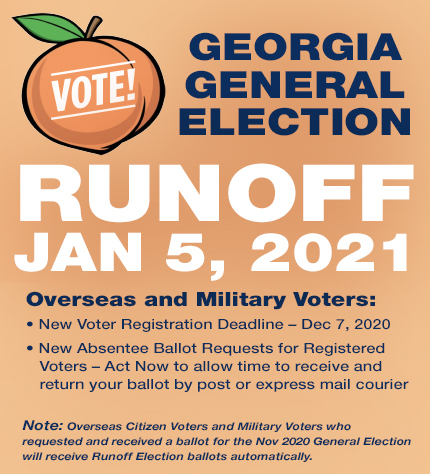 VOTE!
GEORGIA
GENERAL
ELECTION
RUNOFF
JAN 5, 2021
Overseas and Military Voters:
• New Voter Registration Deadline – Dec 7, 2020
• New Absentee Ballot Requests for Registered
Voters – Act Now to allow time to receive and
return your ballot by post or express mail courier
Note: Overseas Citizen Voters and Military Voters who
requested and received a ballot for the Nov 2020 General Election
will receive Runoff Election ballots automatically.